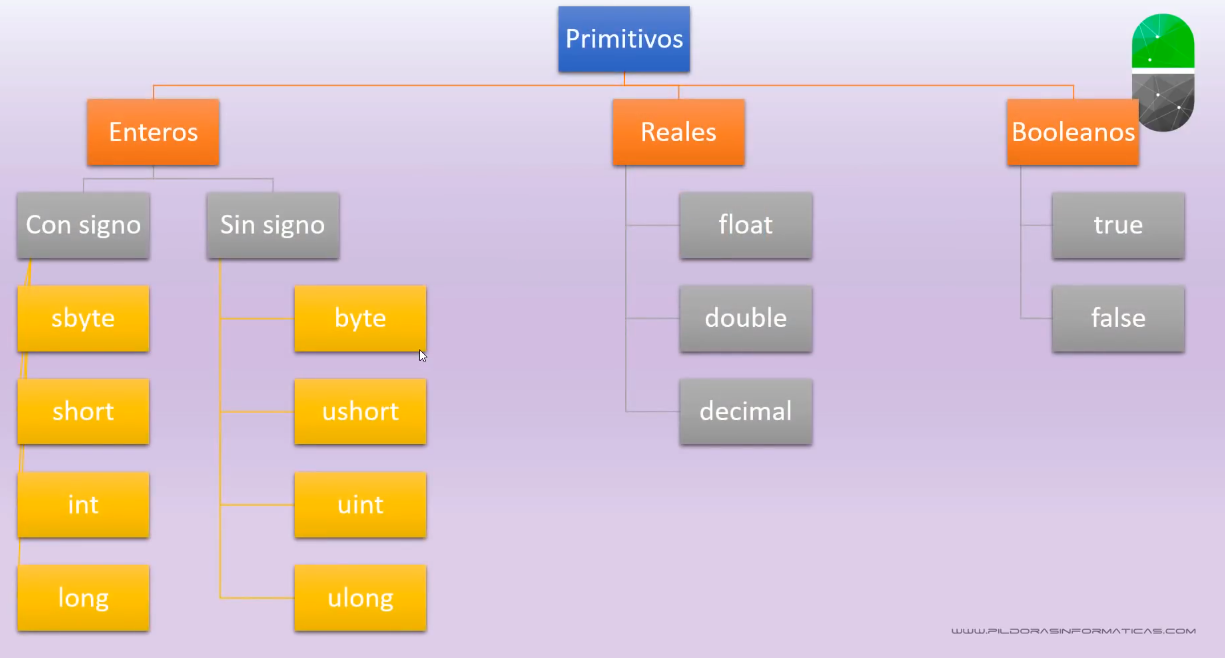 Primitivos
Enteros
Reales
Booleanos
Con signo
Sin signo
float
true
sbyte
byte
double
false
short
ushort
decimal
int
uint
long
ulong
WWW.PILDORASINFORMATICAS.COM